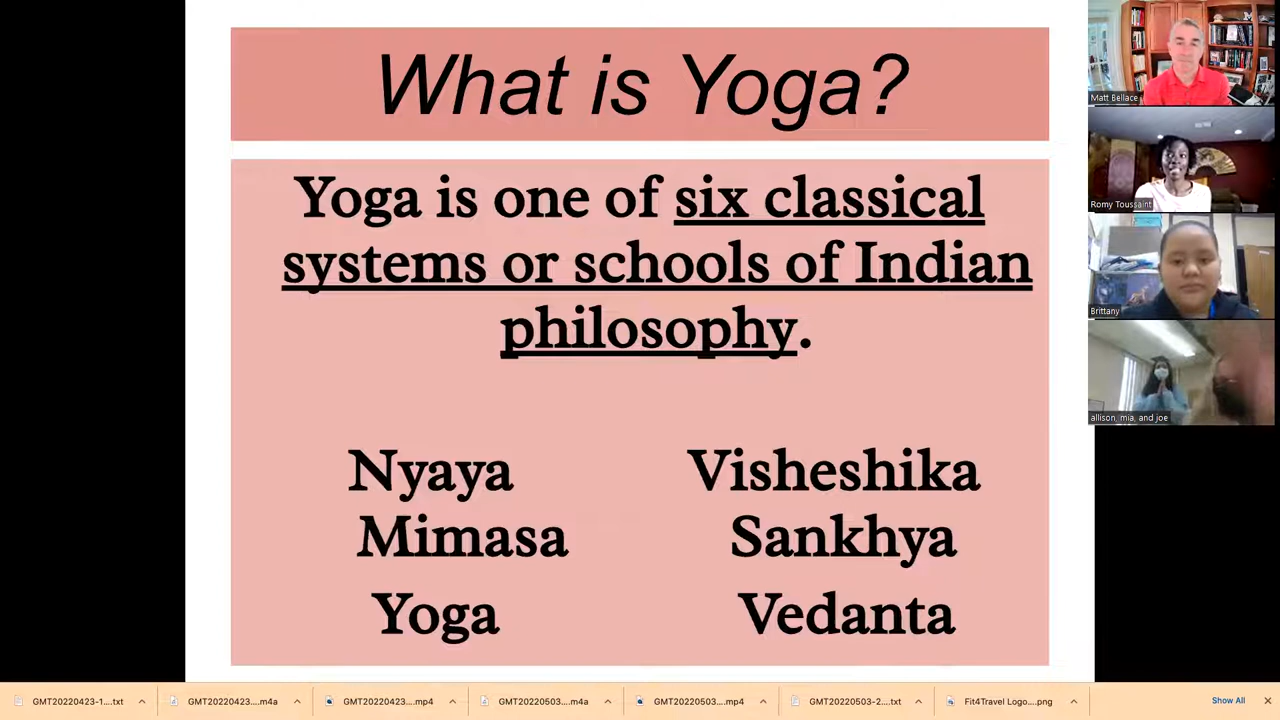 What is Yoga?
Yoga is one of six classical
systems or schools of Indian
philosophy.
Nyaya Visheshika
Mimasa Sankhya
Yoga Vedanta
Matt Bellace
Romy Toussaint
Brittany
allison, mia, and joe
GMT20220423-1....txt GMT20220423....m4a GMT20220423....mp4 GMT20220503....m4a GMT20220503....mp4 GMT20220503-2....txt Fit4Travel Logo....png Show All